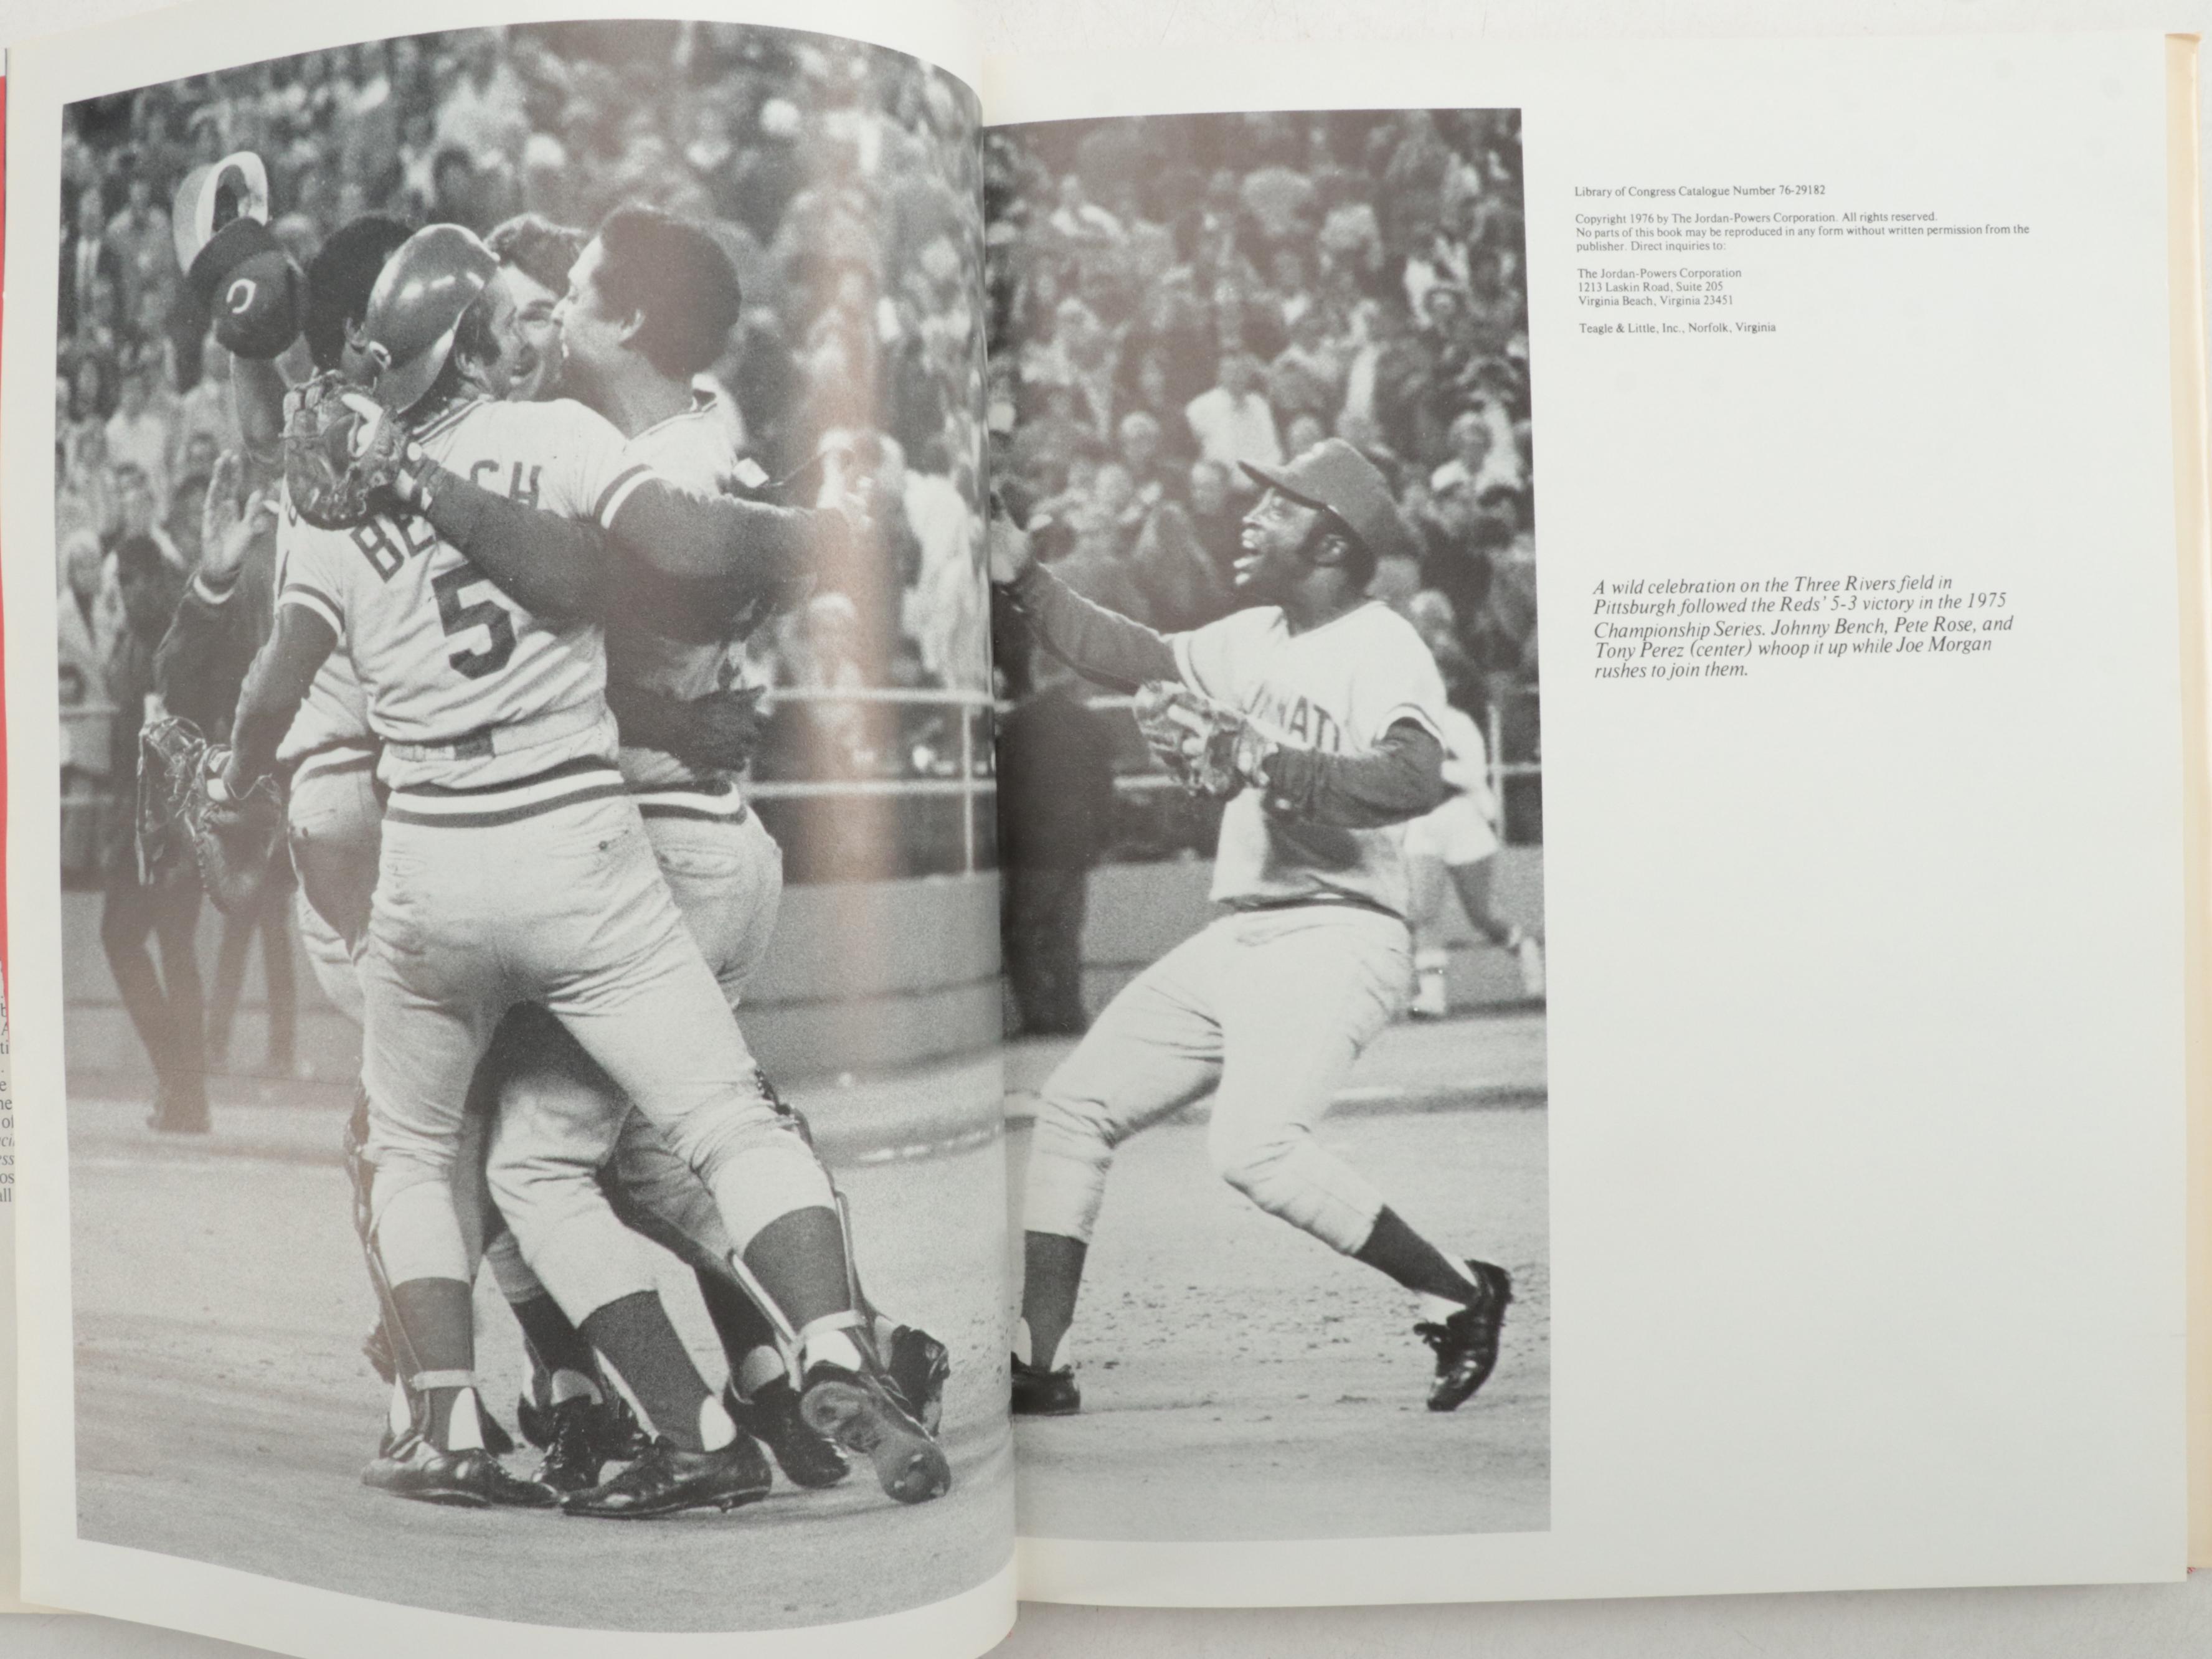 BE CH
5
C
Library of Congress Catalogue Number 76-29182
Copyright 1976 by The Jordan-Powers Corporation. All rights reserved.
No parts of this book may be reproduced in any form without written permission from the
publisher. Direct inquiries to:
The Jordan-Powers Corporation
1213 Laskin Road, Suite 205
Virginia Beach, Virginia 23451
Teagle & Little, Inc., Norfolk, Virginia
A wild celebration on the Three Rivers field in
Pittsburgh followed the Reds' 5-3 victory in the 1975
Championship Series. Johnny Bench, Pete Rose, and
Tony Perez (center) whoop it up while Joe Morgan
rushes to join them.